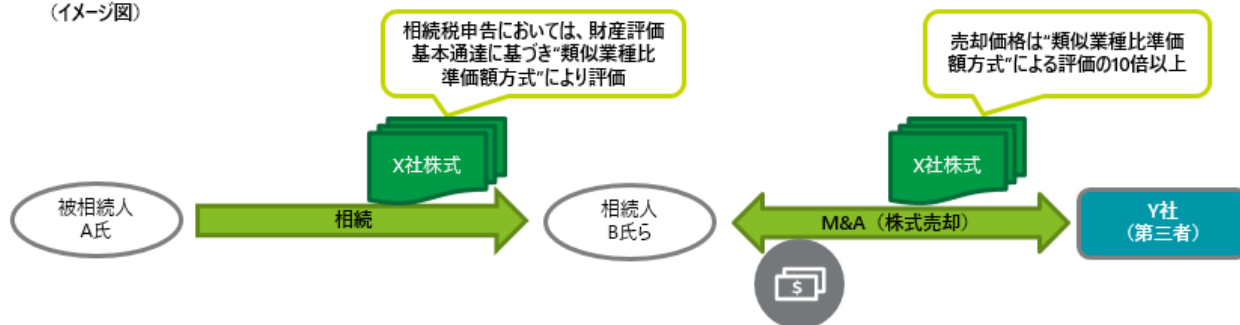 （イメージ図）
相続税申告においては、財産評価
基本通達に基づき“類似業種比
準価額方式”により評価
売却価格は“類似業種比準価
額方式”による評価の10倍以上
X社株式
X社株式
被相続人
A氏
相続
相続人
B氏ら
M&A（株式売却）
Y社
（第三者）
$